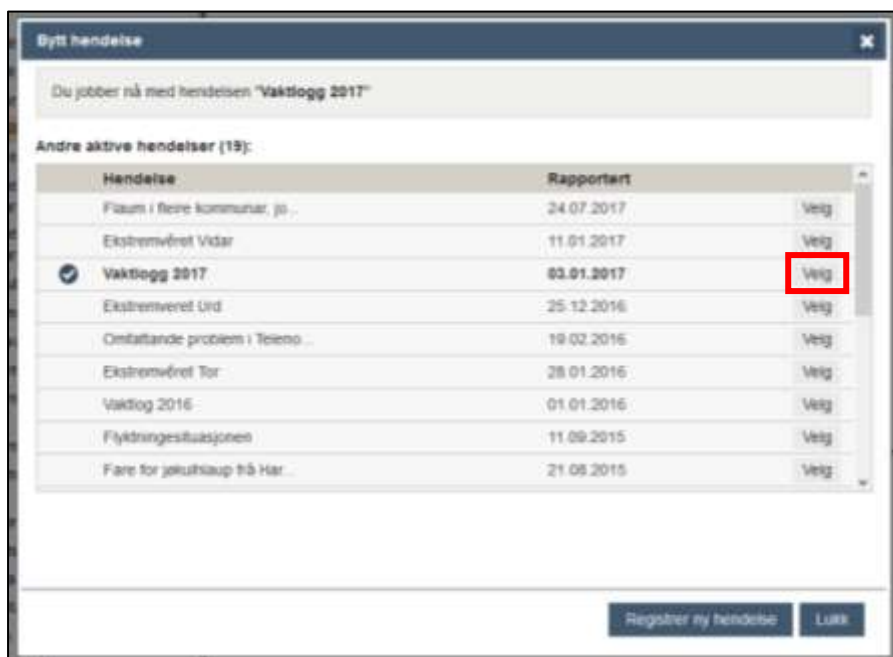 Bytt hendelse
Du jobber nå med hendelsen "Vaktlogg 2017"
Andre aktive hendelser (19):
Hendelse Rapportert
Flaum i fleire kommunar, jo... 24.07.2017 Velg
Ekstremvêret Vidar 11.01.2017 Velg
Vaktlogg 2017 03.01.2017 Velg
Ekstremveret Urd 25.12.2016 Velg
Omfattande problem i Teleno... 19.02.2016 Velg
Ekstremvêret Tor 28.01.2016 Velg
Vaktlog 2016 01.01.2016 Velg
Flyktningesituasjonen 11.09.2015 Velg
Fare for jøkulhlaup frå Har... 21.08.2015 Velg
Registrer ny hendelse Lukk